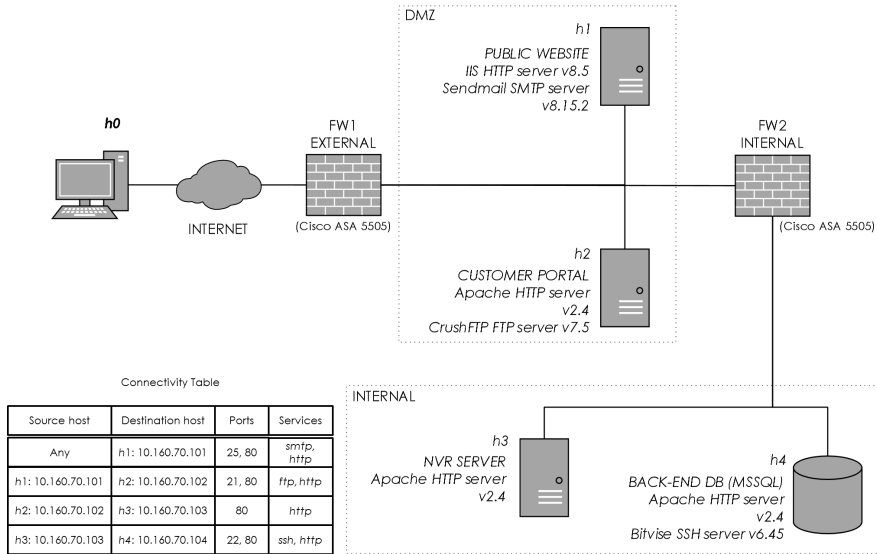 DMZ
h1
PUBLIC WEBSITE
IIS HTTP server v8.5
Sendmail SMTP server
v8.15.2
h0
INTERNET
FW1
EXTERNAL
(Cisco ASA 5505)
FW2
INTERNAL
(Cisco ASA 5505)
h2
CUSTOMER PORTAL
Apache HTTP server
v2.4
CrushFTP FTP server v7.5
Connectivity Table
Source host Destination host Ports Services
Any h1: 10.160.70.101 25, 80 smtp, http
h1: 10.160.70.101 h2: 10.160.70.102 21, 80 ftp, http
h2: 10.160.70.102 h3: 10.160.70.103 80 http
h3: 10.160.70.103 h4: 10.160.70.104 22, 80 ssh, http
INTERNAL
h3
NVR SERVER
Apache HTTP server
v2.4
h4
BACK-END DB (MSSQL)
Apache HTTP server
v2.4
Bitvise SSH server v6.45